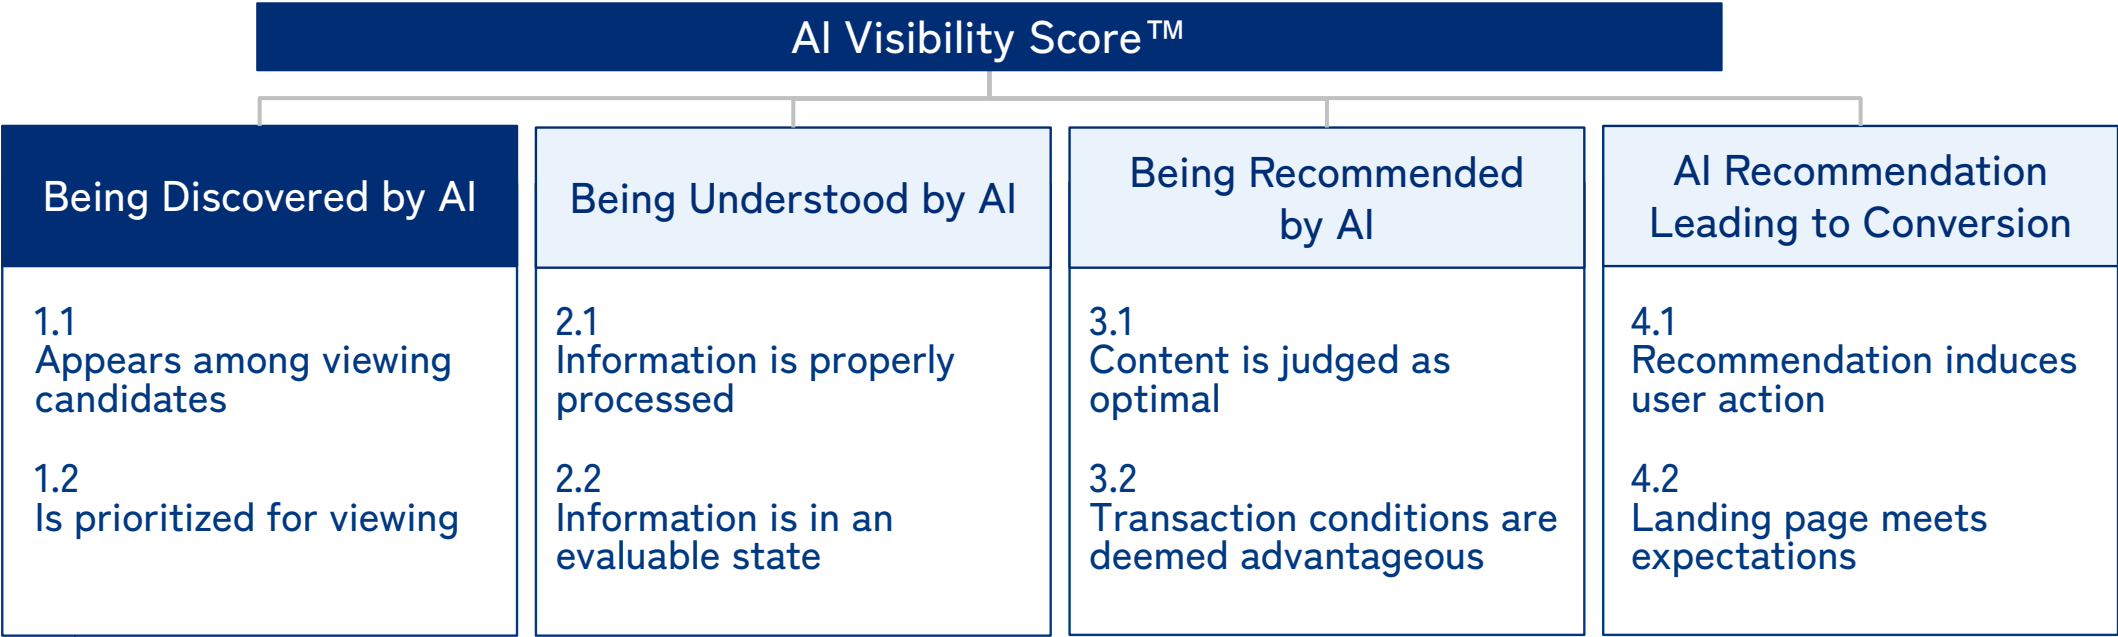 AI Visibility Score™
Being Discovered by AI
1.1
Appears among viewing
candidates
1.2
Is prioritized for viewing
Being Understood by AI
2.1
Information is properly
processed
2.2
Information is in an
evaluable state
Being Recommended
by AI
3.1
Content is judged as
optimal
3.2
Transaction conditions are
deemed advantageous
AI Recommendation
Leading to Conversion
4.1
Recommendation induces
user action
4.2
Landing page meets
expectations